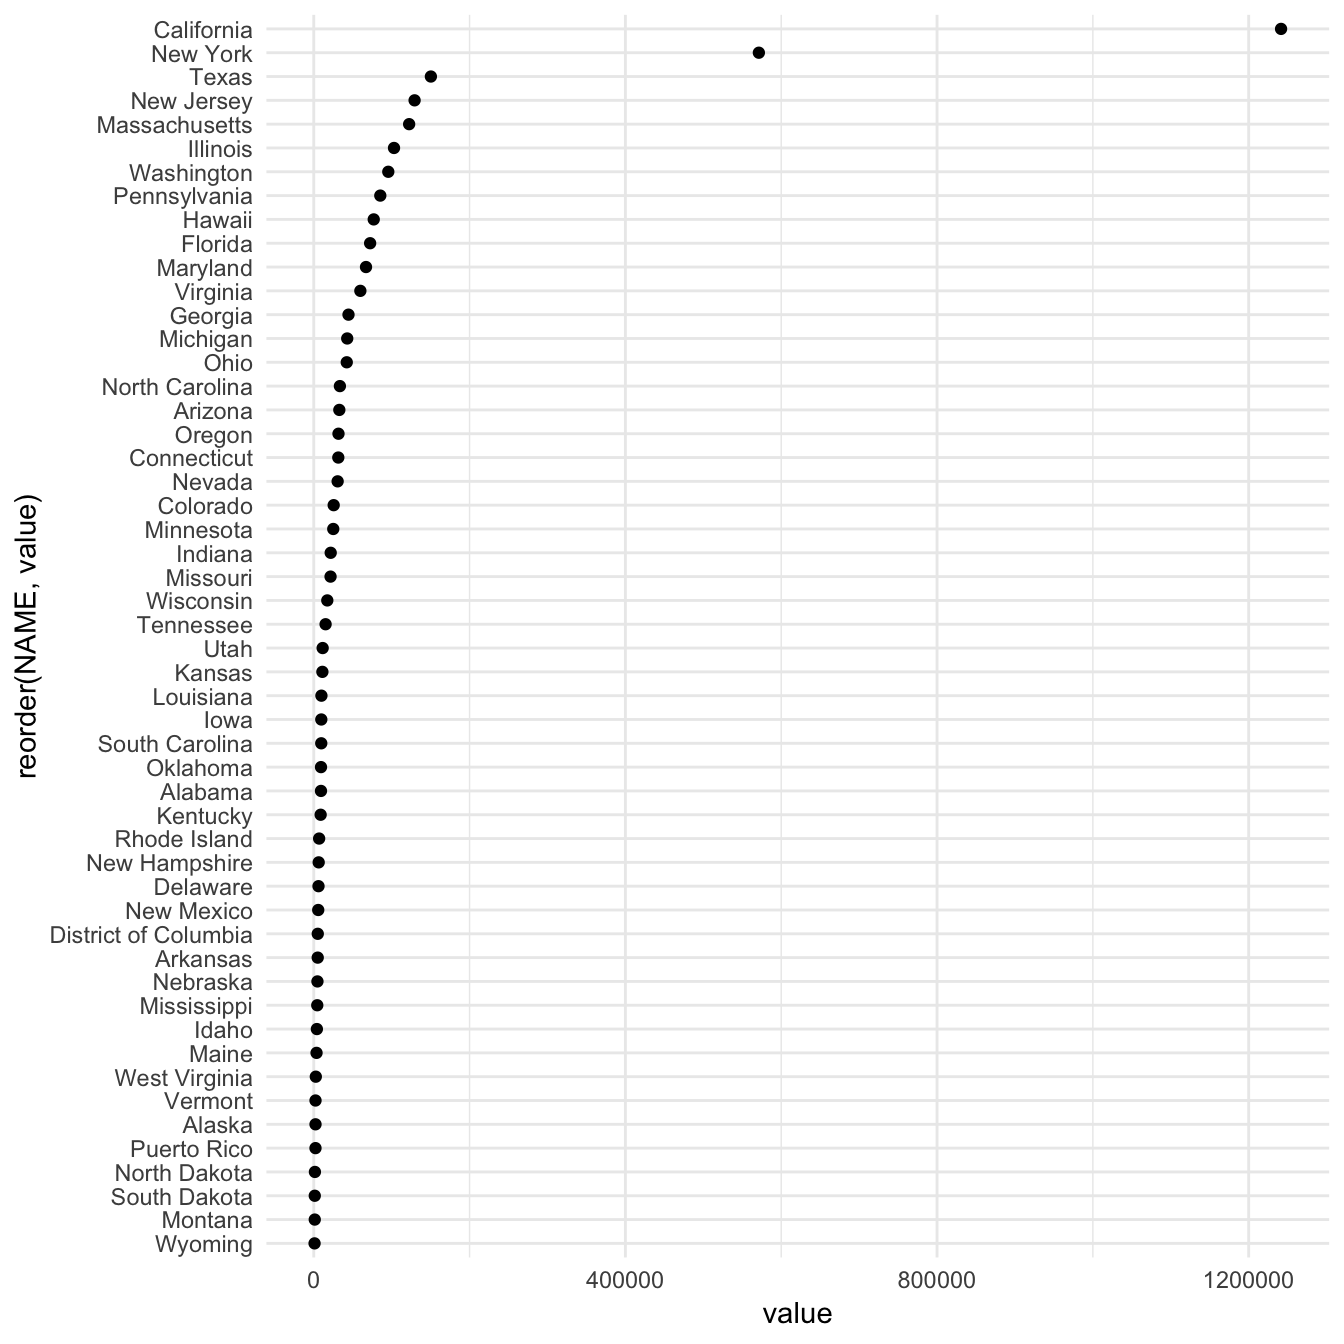 California
New York
Texas
New Jersey
Massachusetts
Illinois
Washington
Pennsylvania
Hawaii
Florida
Maryland
Virginia
Georgia
Michigan
Ohio
North Carolina
Arizona
Oregon
Connecticut
Nevada
Colorado
Minnesota
Indiana
Missouri
Wisconsin
Tennessee
Utah
Kansas
Louisiana
Iowa
South Carolina
Oklahoma
Alabama
Kentucky
Rhode Island
New Hampshire
Delaware
New Mexico
District of Columbia
Arkansas
Nebraska
Mississippi
Idaho
Maine
West Virginia
Vermont
Alaska
Puerto Rico
North Dakota
South Dakota
Montana
Wyoming
reorder(NAME, value)
0 400000 800000 1200000
value